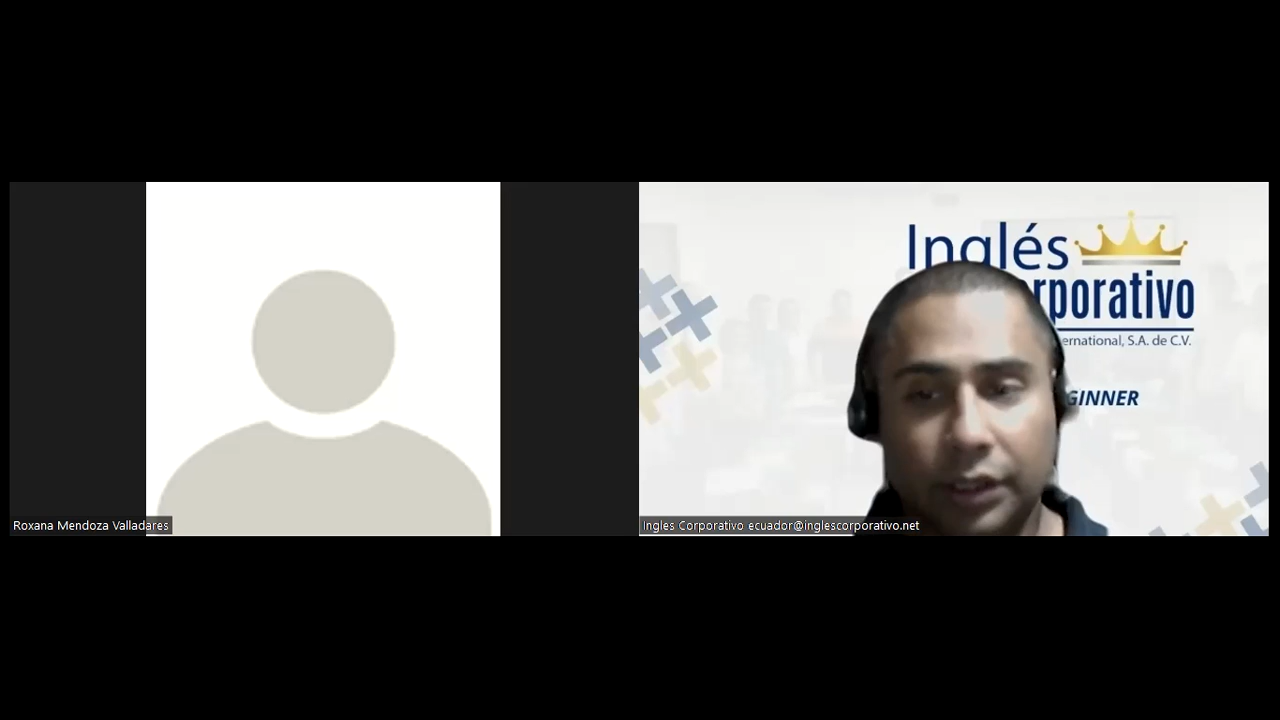 Inglés
rporativo
ernational, S.A. de C.V.
GINNER
Roxana Mendoza Valladares
Ingles Corporativo ecuador@inglescorporativo.net